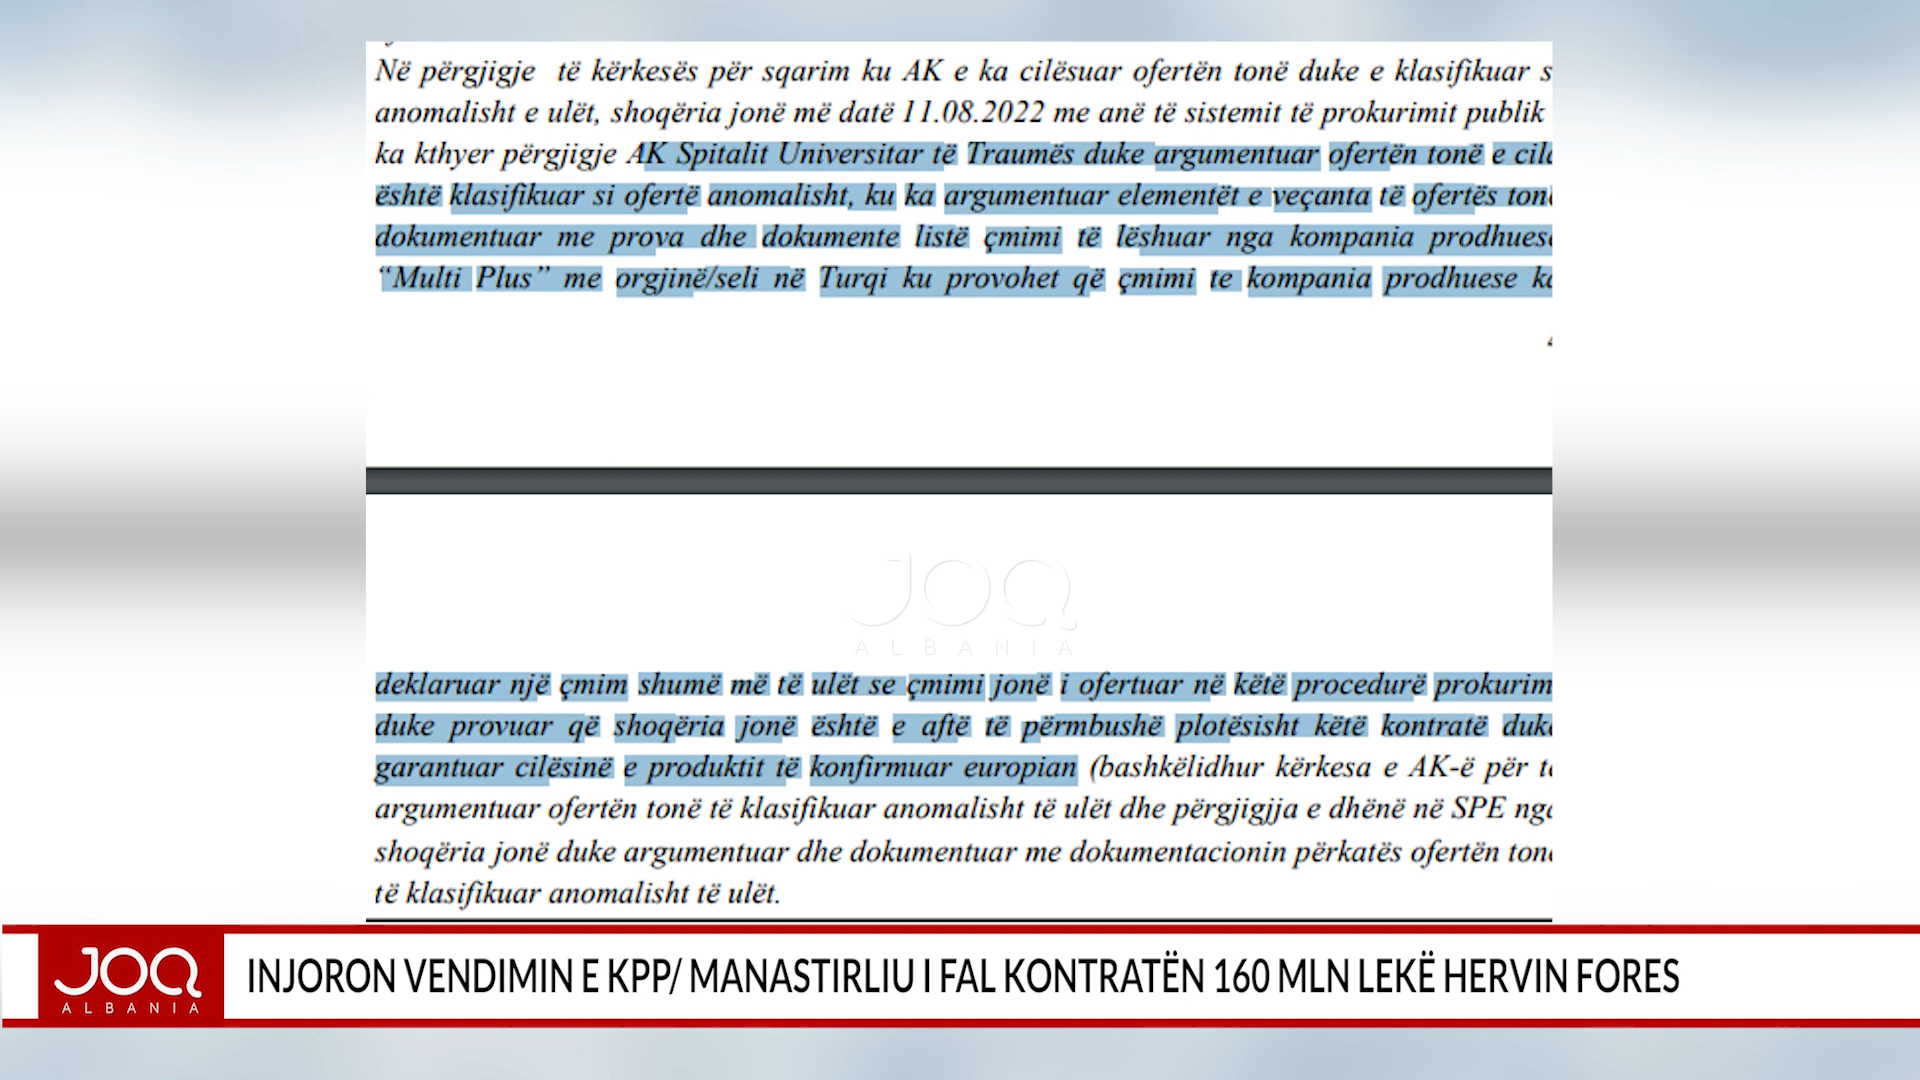 Në përgjigje të kërkesës për sqarim ku AK e ka cilësuar ofertën tonë duke e klasifikuar s
anomalisht e ulët, shoqëria jonë më datë 11.08.2022 me anë të sistemit të prokurimit publik
ka kthyer përgjigje AK Spitalit Universitar të Traumës duke argumentuar ofertën tonë e
është klasifikuar si ofertë anomalisht, ku ka argumentuar elementët e veçanta të ofertës
dokumentuar me prova dhe dokumente listë çmimi të lëshuar nga kompania
“Multi Plus” me orgjinë/seli në Turqi ku provohet që çmimi te kompania prodhuese
JOQ
ALBANIA
deklaruar një çmim shumë më të ulët se çmimi jonë i ofertuar në këtë procedurë prokurim
duke provuar që shoqëria jonë është e aftë të përmbushë plotësisht këtë kontratë
garantuar cilësinë e produktit të konfirmuar europian (bashkëlidhur kërkesa e AK-ë për
argumentuar ofertën tonë të klasifikuar anomalisht të ulët dhe përgjigjja e dhënë në SPE
shoqëria jonë duke argumentuar dhe dokumentuar me dokumentacionin përkatës ofertën
të klasifikuar anomalisht të ulët.
JOQ
ALBANIA
INJORON VENDIMIN E KPP/ MANASTIRLIU I FAL KONTRATËN 160 MLN LEKË HERVIN FORES